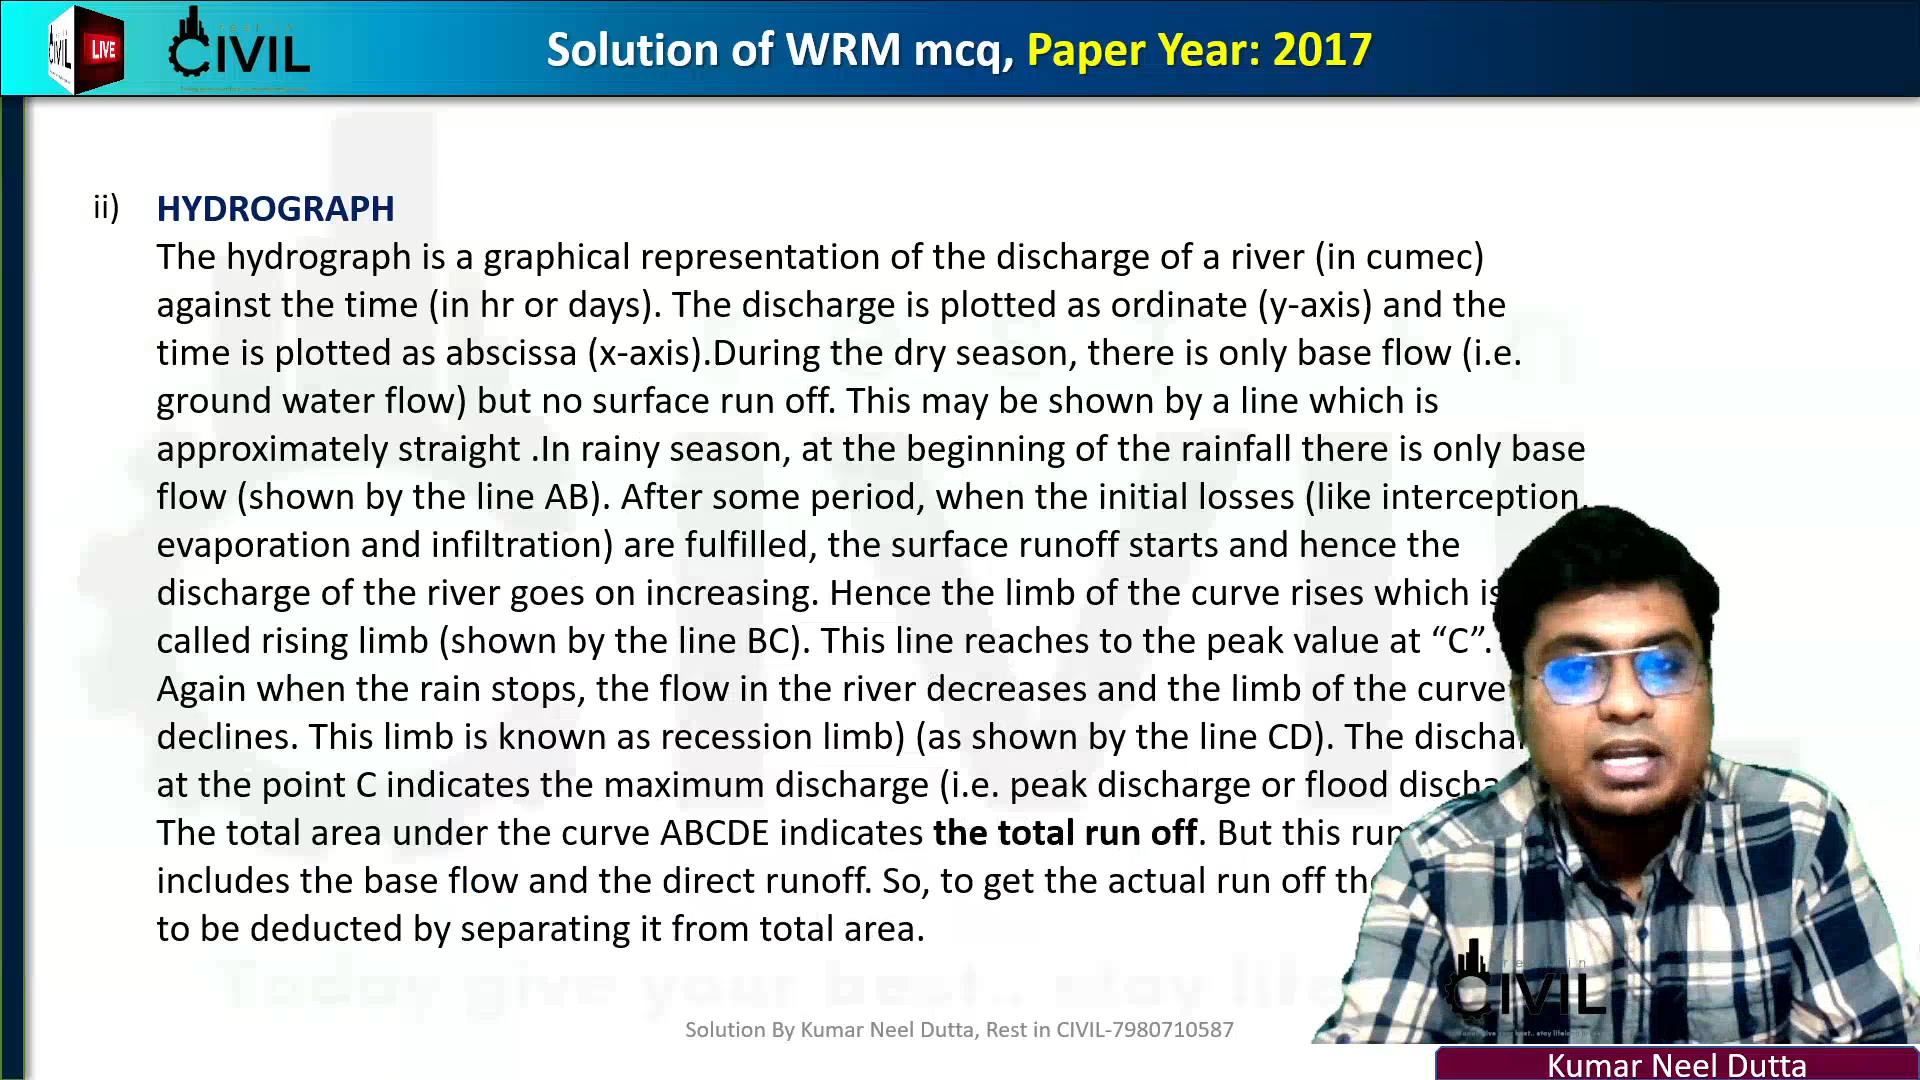 LIVE
CIVIL
rest in
CIVIL
Solution of WRM mcq, Paper Year: 2017
ii) HYDROGRAPH
The hydrograph is a graphical representation of the discharge of a river (in cumec)
against the time (in hr or days). The discharge is plotted as ordinate (y-axis) and the
time is plotted as abscissa (x-axis).During the dry season, there is only base flow (i.e.
ground water flow) but no surface run off. This may be shown by a line which is
approximately straight .In rainy season, at the beginning of the rainfall there is only base
flow (shown by the line AB). After some period, when the initial losses (like interception,
evaporation and infiltration) are fulfilled, the surface runoff starts and hence the
discharge of the river goes on increasing. Hence the limb of the curve rises which is
called rising limb (shown by the line BC). This line reaches to the peak value at “C”.
Again when the rain stops, the flow in the river decreases and the limb of the curve
declines. This limb is known as recession limb) (as shown by the line CD). The
at the point C indicates the maximum discharge (i.e. peak discharge or flood
The total area under the curve ABCDE indicates the total run off. But this run
includes the base flow and the direct runoff. So, to get the actual run off
to be deducted by separating it from total area.
Today give your best.. stay
Solution By Kumar Neel Dutta, Rest in CIVIL-7980710587
rest in
CIVIL
Kumar Neel Dutta